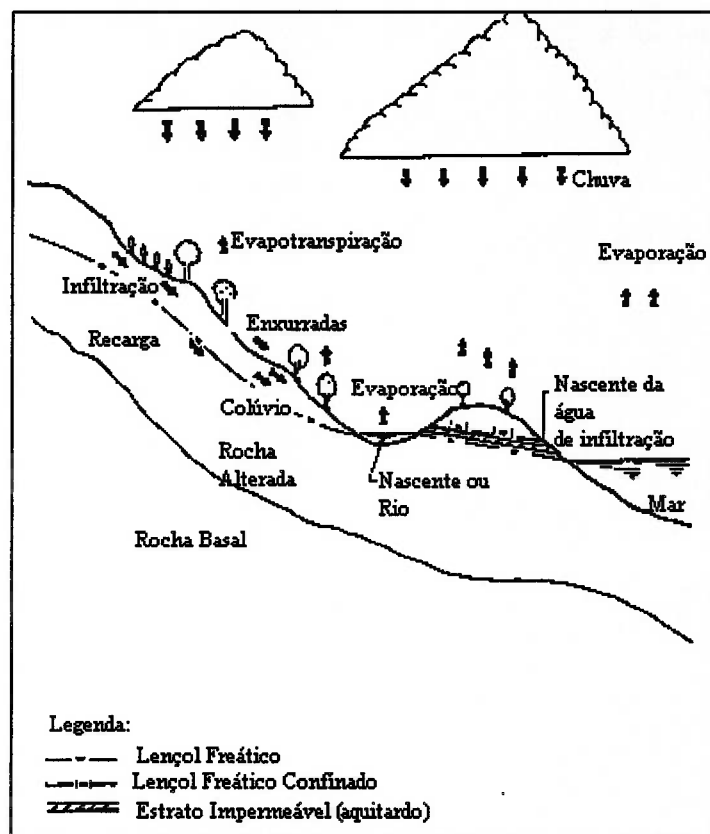 Chuva
Evapotranspiração
Evaporação
Infiltração
Enxurradas
Recarga
Evaporação
Nascente da
água
de infiltração
Colúvio
Rocha
Alterada
Nascente ou
Rio
Mar
Rocha Basal
Legenda:
Lençol Freático
Lençol Freático Confinado
Estrato Impermeável (aquitardo)